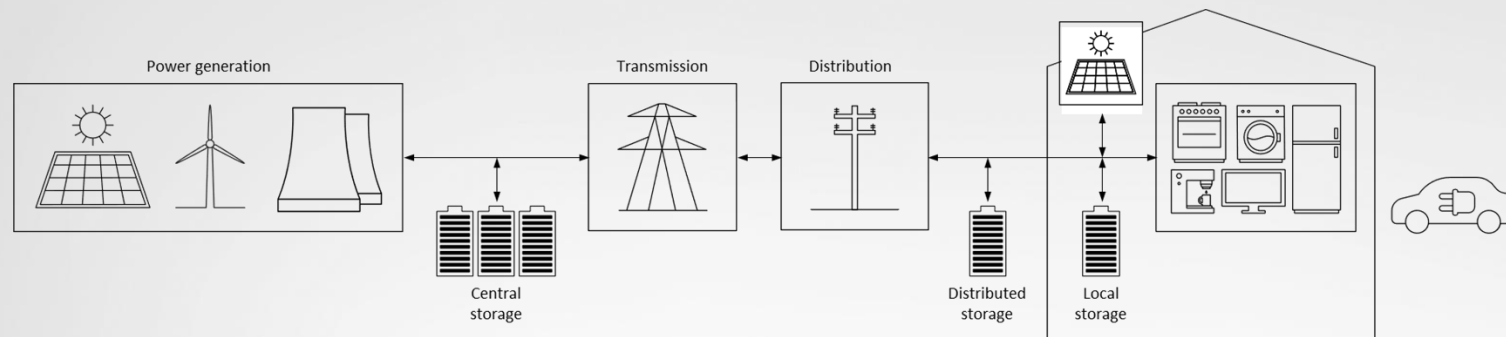 Power generation
Transmission
Distribution
Central
storage
Distributed
storage
Local
storage